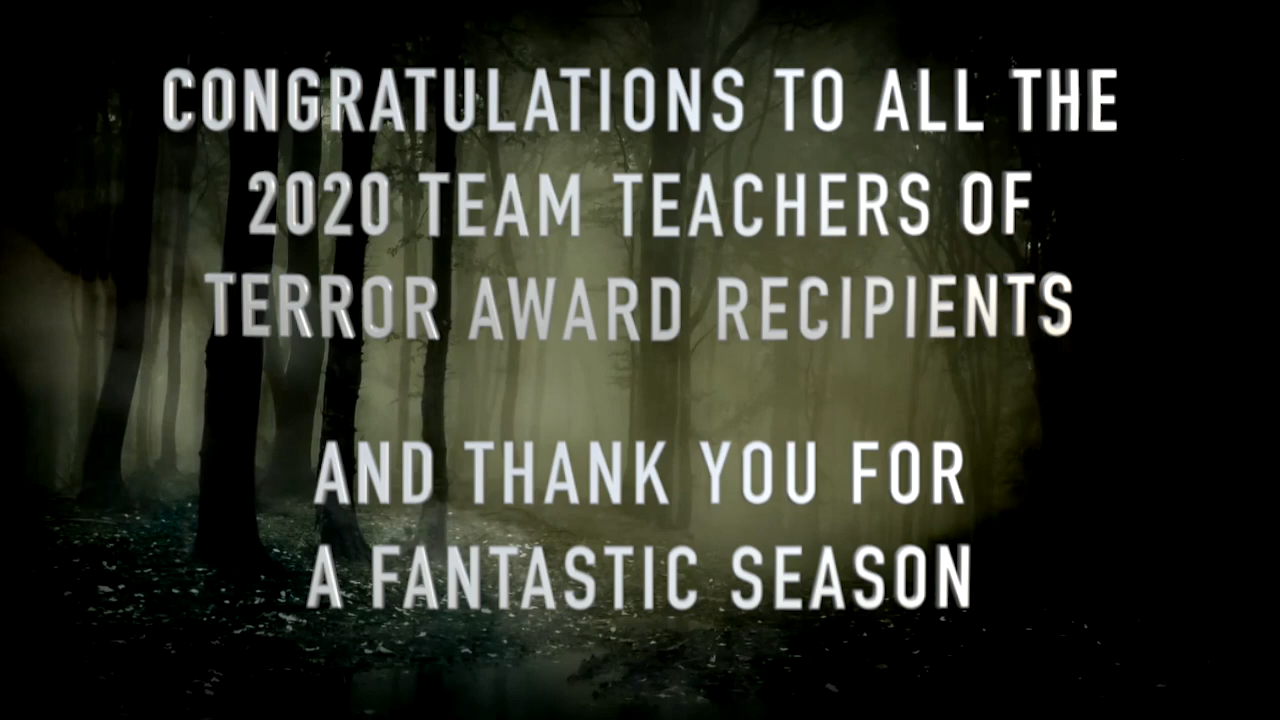 CONGRATULATIONS TO ALL THE
2020 TEAM TEACHERS OF
TERROR AWARD RECIPIENTS
AND THANK YOU FOR
A FANTASTIC SEASON